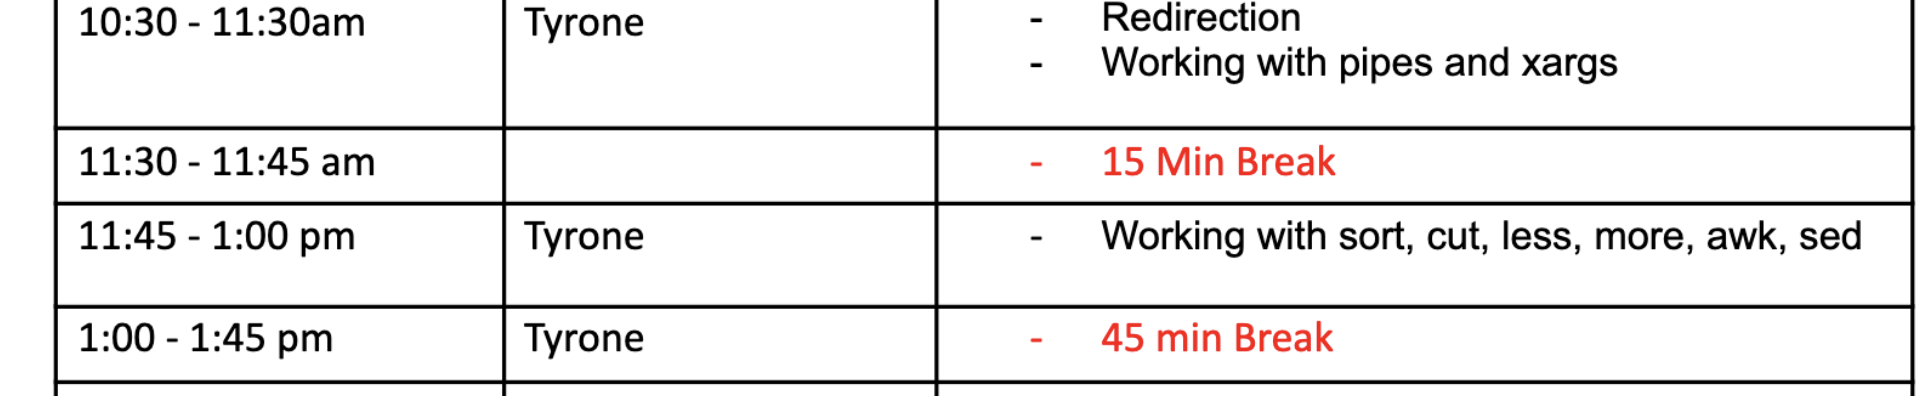 10:30 - 11:30am Tyrone - Redirection
- Working with pipes and xargs
11:30 - 11:45 am - 15 Min Break
11:45 - 1:00 pm Tyrone - Working with sort, cut, less, more, awk, sed
1:00 - 1:45 pm Tyrone - 45 min Break